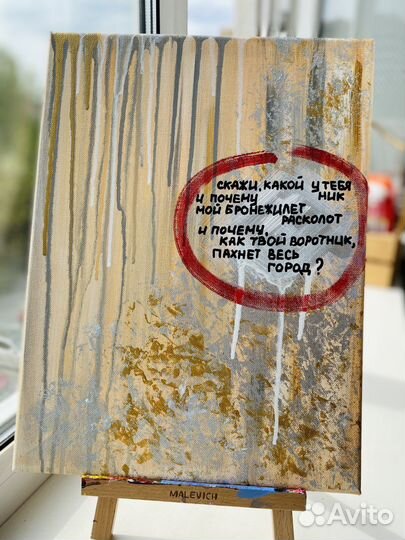 СКАЖИ, КАКОЙ У ТЕБЯ
И ПОЧЕМУ НИК
МОЙ БРОНЕЖИЛЕТ
РАСКОЛОТ
И ПОЧЕМУ,
КАК ТВОЙ ВОРОТНИК,
ПАХНЕТ ВЕСЬ
ГОРОД?
MALEVICH
Avito